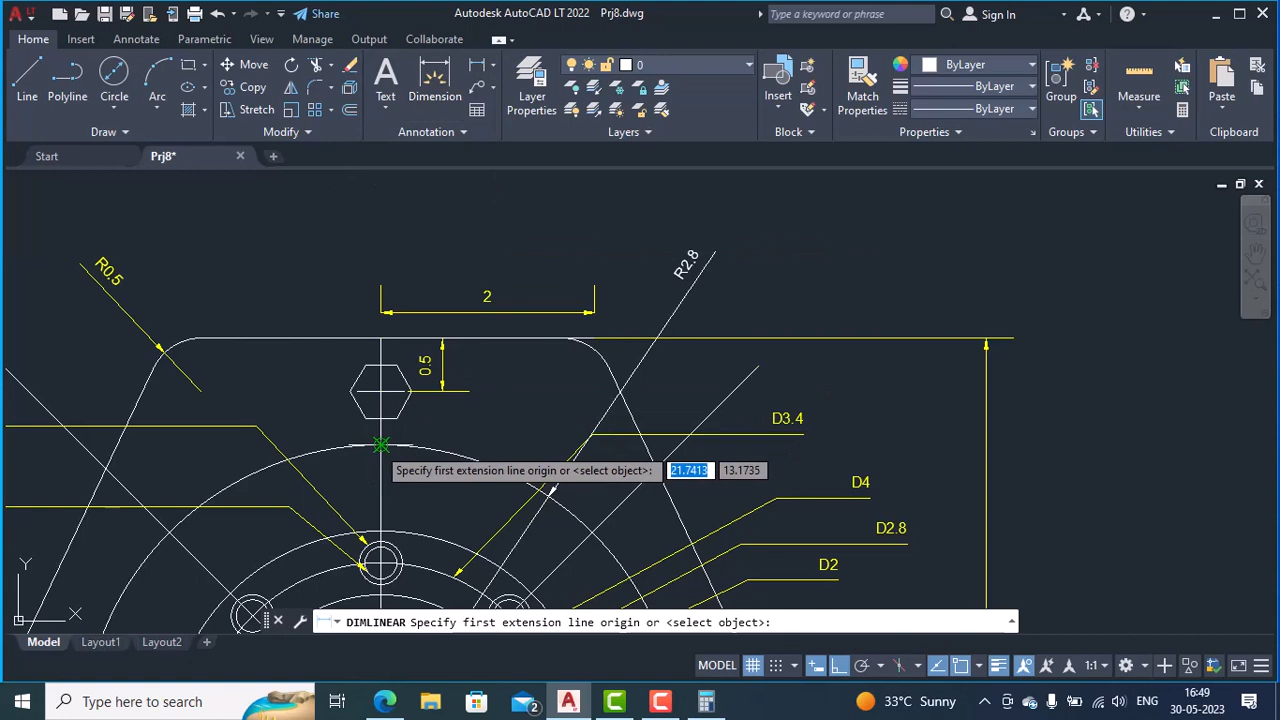 LT
Share
Autodesk AutoCAD LT 2022 Prj8.dwg
Type a keyword or phrase
Sign In
Home Insert Annotate Parametric View Manage Output Collaborate
Line Polyline Circle Arc
Move
Copy
Stretch
Text Dimension
Layer
Properties
0
Insert
Match
Properties
ByLayer
ByLayer
ByLayer
Group
Measure
Paste
Draw Modify Annotation Layers Block Properties Groups Utilities Clipboard
Start Prj8*
R0.5
2
R2.8
0.5
D3.4
Specify first extension line origin or <select object>: 21.7413 13.1735
D4
D2.8
D2
Y
X
DIMLINEAR Specify first extension line origin or <select object>:
Model Layout1 Layout2
MODEL 1:1
Type here to search
2
33°C Sunny
ENG
16:49
30-05-2023